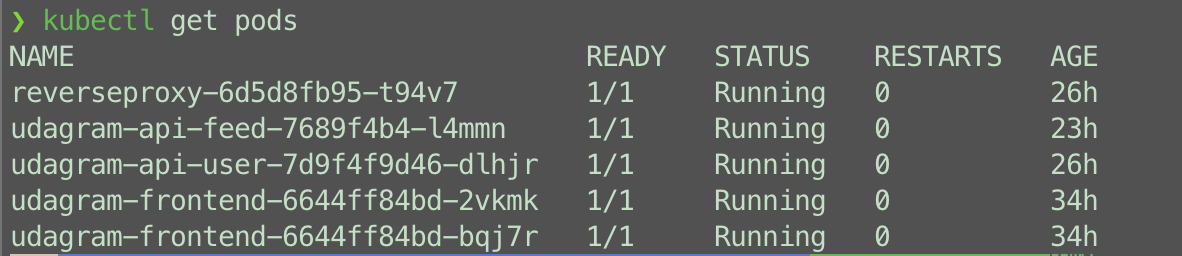 ❯ kubectl get pods
NAME READY STATUS RESTARTS AGE
reverseproxy-6d5d8fb95-t94v7 1/1 Running 0 26h
udagram-api-feed-7689f4b4-l4mmn 1/1 Running 0 23h
udagram-api-user-7d9f4f9d46-dlhjr 1/1 Running 0 26h
udagram-frontend-6644ff84bd-2vkmk 1/1 Running 0 34h
udagram-frontend-6644ff84bd-bqj7r 1/1 Running 0 34h